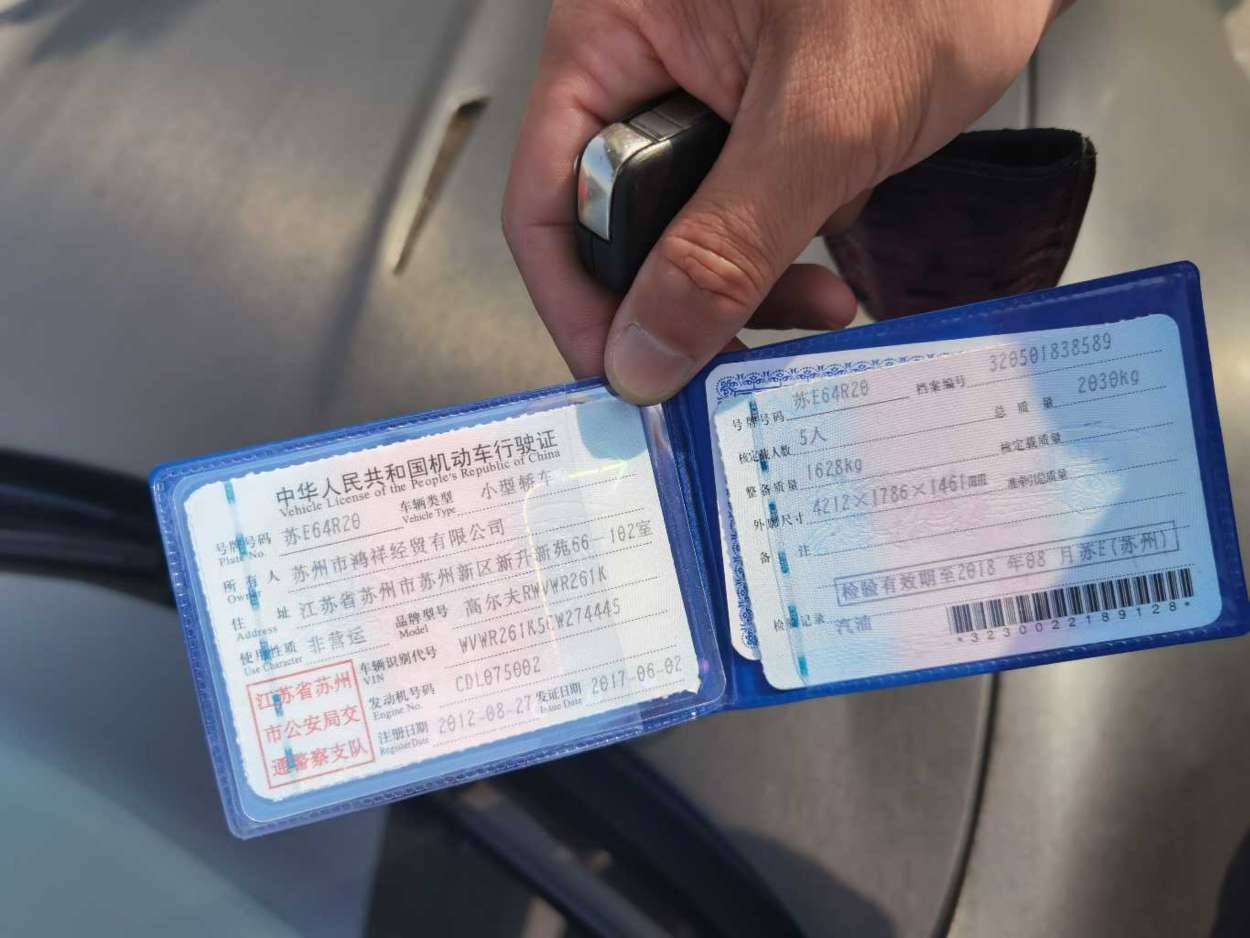 中华人民共和国机动车行驶证
Vehicle License of the People's Republic of China
号牌号码 苏E64R20 车辆类型 小型轿车
Plate No. Vehicle Type
所有人 苏州市鸿祥经贸有限公司
Owner
住址 江苏省苏州市苏州新区新升新苑66-102室
Address
使用性质 非营运 品牌型号 高尔夫RWVWR261K
Use Character Model
车辆识别代号 WVWR261K5CW274445
VIN
发动机号码 CDL075002
Engine No.
注册日期 2012-08-27 发证日期 2017-06-02
Register Date Issue Date
江苏省苏州
市公安局交
通警察支队
号牌号码 苏E64R20 档案编号 320501838589
核定载人数 5人 总质量 2030kg
整备质量 1628kg 核定载质量
外廓尺寸 4212×1786×1461mm 准牵引总质量
备注
检验有效期至2018年08月苏E(苏州)
检验记录 汽油
*3230022189128*